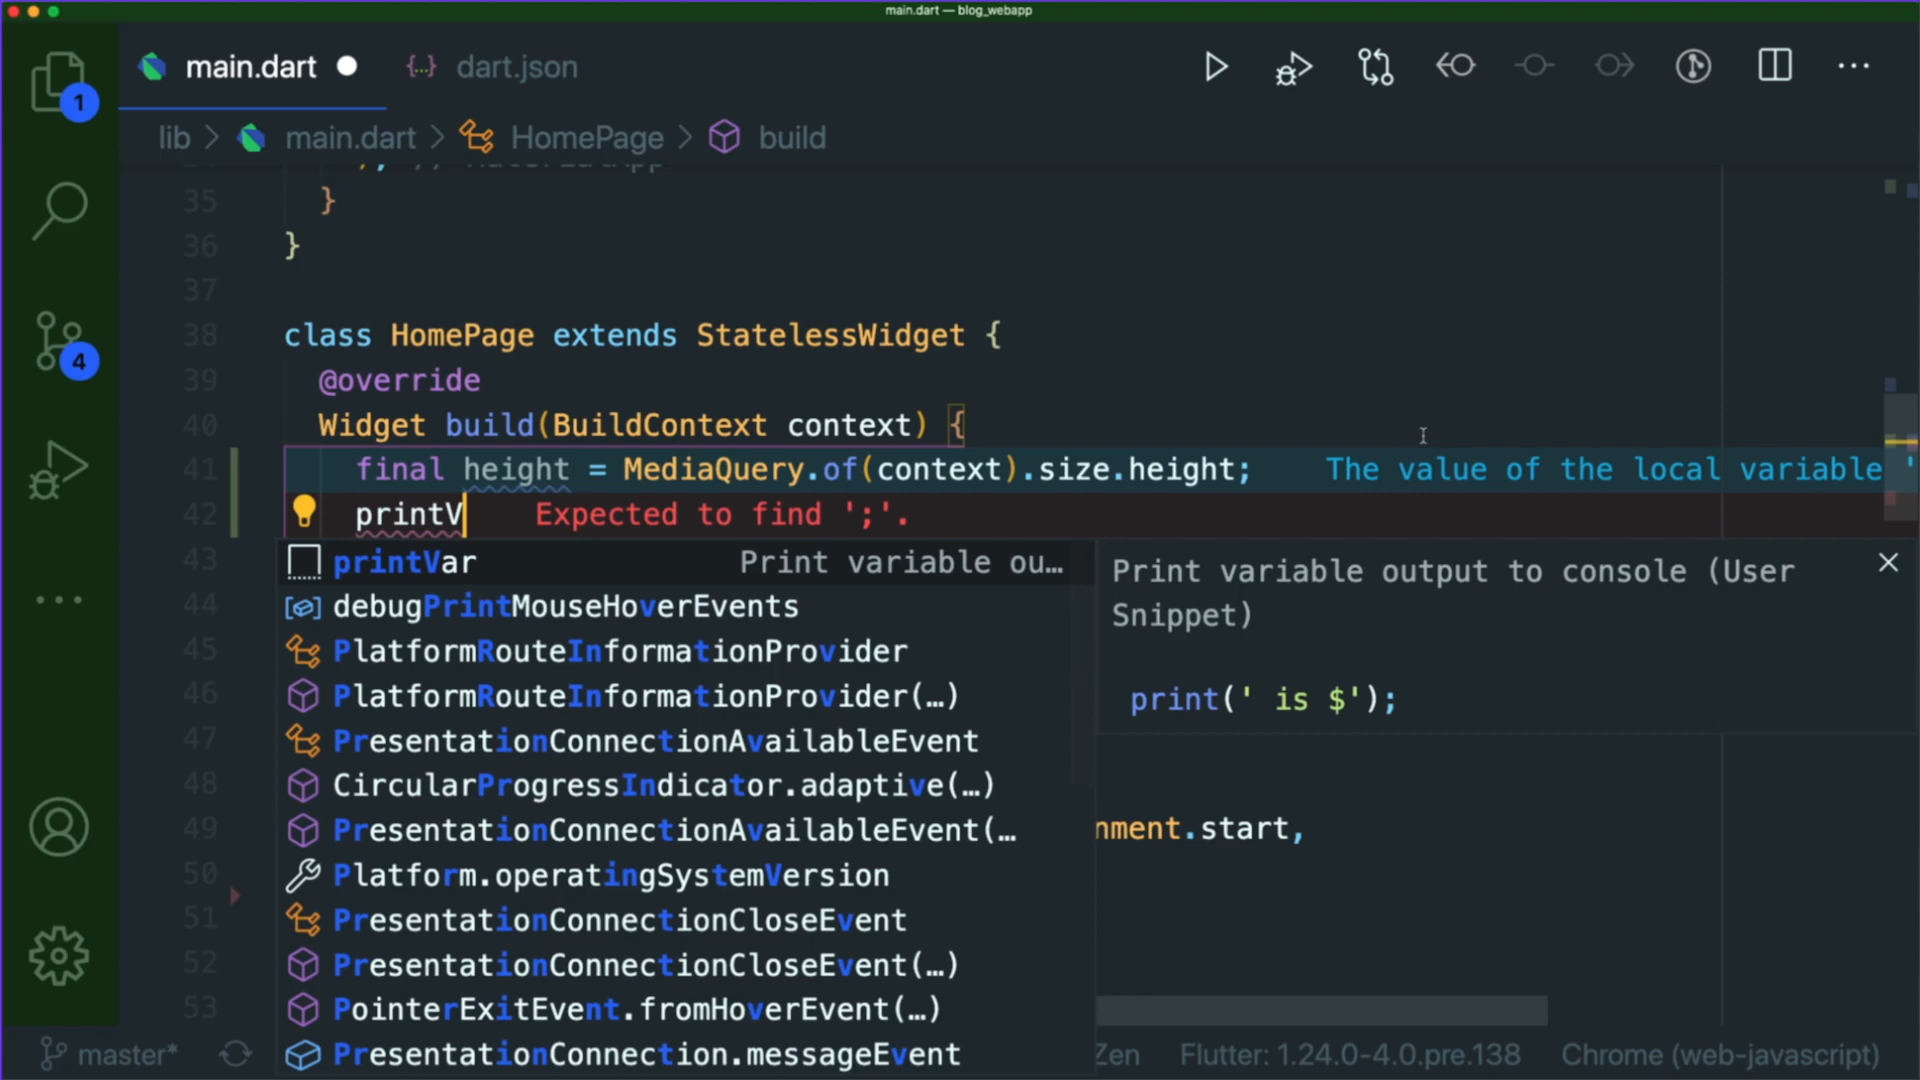 main.dart — blog_webapp
main.dart
{..} dart.json
1
lib > main.dart > HomePage > build
35 }
36 }
37
38 class HomePage extends StatelessWidget {
39 @override
40 Widget build(BuildContext context) {
41 final height = MediaQuery.of(context).size.height; The value of the local variable '
42 printV Expected to find ';'.
43
44
45
46
47
48
49 nment.start,
50
51
52
53
4
printVar Print variable ou…
debugPrintMouseHoverEvents
PlatformRouteInformationProvider
PlatformRouteInformationProvider(…)
PresentationConnectionAvailableEvent
CircularProgressIndicator.adaptive(…)
PresentationConnectionAvailableEvent(…
Platform.operatingSystemVersion
PresentationConnectionCloseEvent
PresentationConnectionCloseEvent(…)
PointerExitEvent.fromHoverEvent(…)
PresentationConnection.messageEvent
Print variable output to console (User
Snippet)
print(' is $');
master* Zen Flutter: 1.24.0-4.0.pre.138 Chrome (web-javascript)